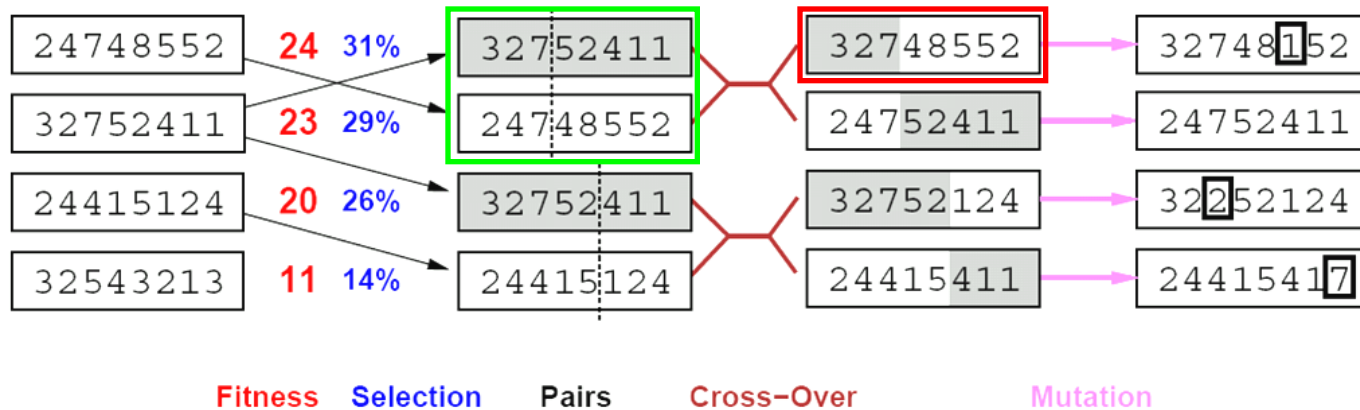 24748552 24 31% 32752411 32748552 32748152
32752411 23 29% 24748552 24752411 24752411
24415124 20 26% 32752411 32752124 32252124
32543213 11 14% 24415124 24415411 24415417
Fitness Selection Pairs Cross-Over Mutation